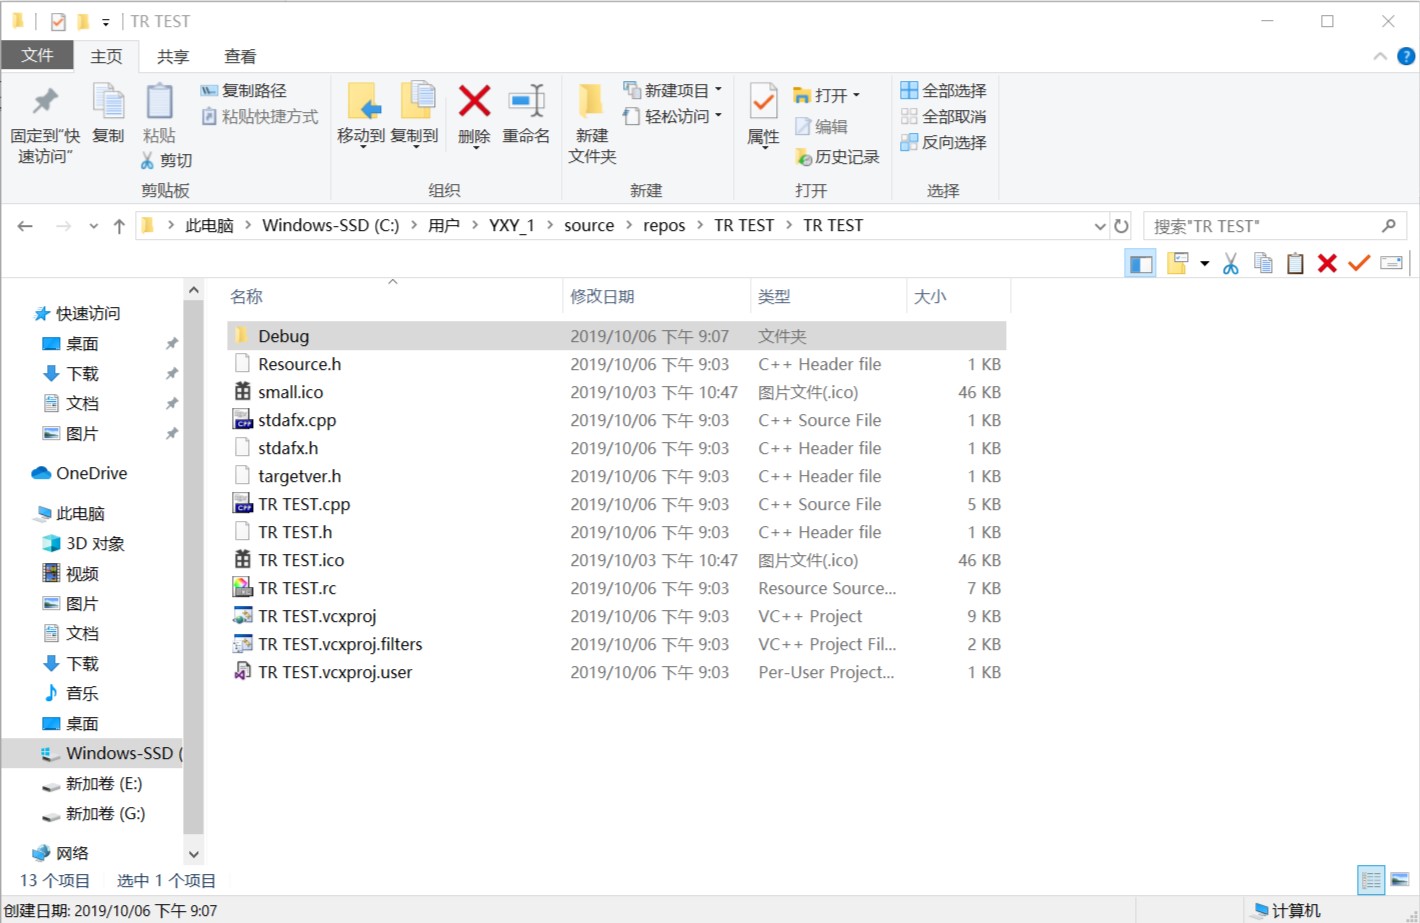 TR TEST
文件 主页 共享 查看
固定到"快速访问"
复制
粘贴
复制路径
粘贴快捷方式
剪切
剪贴板
移动到 复制到 删除 重命名
组织
新建文件夹
新建项目
轻松访问
新建
属性
打开
编辑
历史记录
打开
全部选择
全部取消
反向选择
选择
此电脑 > Windows-SSD (C:) > 用户 > YXY_1 > source > repos > TR TEST > TR TEST
搜索"TR TEST"
快速访问
桌面
下载
文档
图片
OneDrive
此电脑
3D 对象
视频
图片
文档
下载
音乐
桌面
Windows-SSD (
新加卷 (E:)
新加卷 (G:)
网络
名称 修改日期 类型 大小
Debug 2019/10/06 下午 9:07 文件夹
Resource.h 2019/10/06 下午 9:03 C++ Header file 1 KB
small.ico 2019/10/03 下午 10:47 图片文件(.ico) 46 KB
stdafx.cpp 2019/10/06 下午 9:03 C++ Source File 1 KB
stdafx.h 2019/10/06 下午 9:03 C++ Header file 1 KB
targetver.h 2019/10/06 下午 9:03 C++ Header file 1 KB
TR TEST.cpp 2019/10/06 下午 9:03 C++ Source File 5 KB
TR TEST.h 2019/10/06 下午 9:03 C++ Header file 1 KB
TR TEST.ico 2019/10/03 下午 10:47 图片文件(.ico) 46 KB
TR TEST.rc 2019/10/06 下午 9:03 Resource Source... 7 KB
TR TEST.vcxproj 2019/10/06 下午 9:03 VC++ Project 9 KB
TR TEST.vcxproj.filters 2019/10/06 下午 9:03 VC++ Project Fil... 2 KB
TR TEST.vcxproj.user 2019/10/06 下午 9:03 Per-User Project... 1 KB
13 个项目 选中 1 个项目
创建日期: 2019/10/06 下午 9:07
计算机